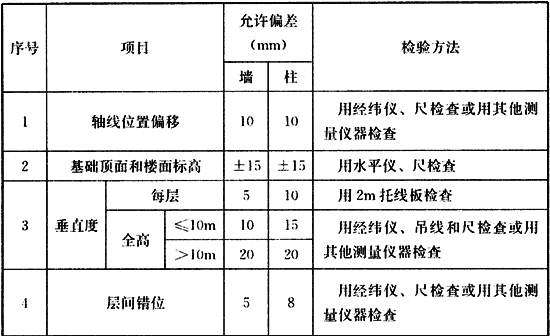 序号 项目 允许偏差 检验方法
(mm)
墙 柱
1 轴线位置偏移 10 10 用经纬仪、尺检查或用其他测
量仪器检查
2 基础顶面和楼面标高 ±15 ±15 用水平仪、尺检查
3 垂直度 每层 5 10 用2m托线板检查
全高 ≤10m 10 15 用经纬仪、吊线和尺检查或用
其他测量仪器检查
>10m 20 20
4 层间错位 5 8 用经纬仪、尺检查或用其他测
量仪器检查